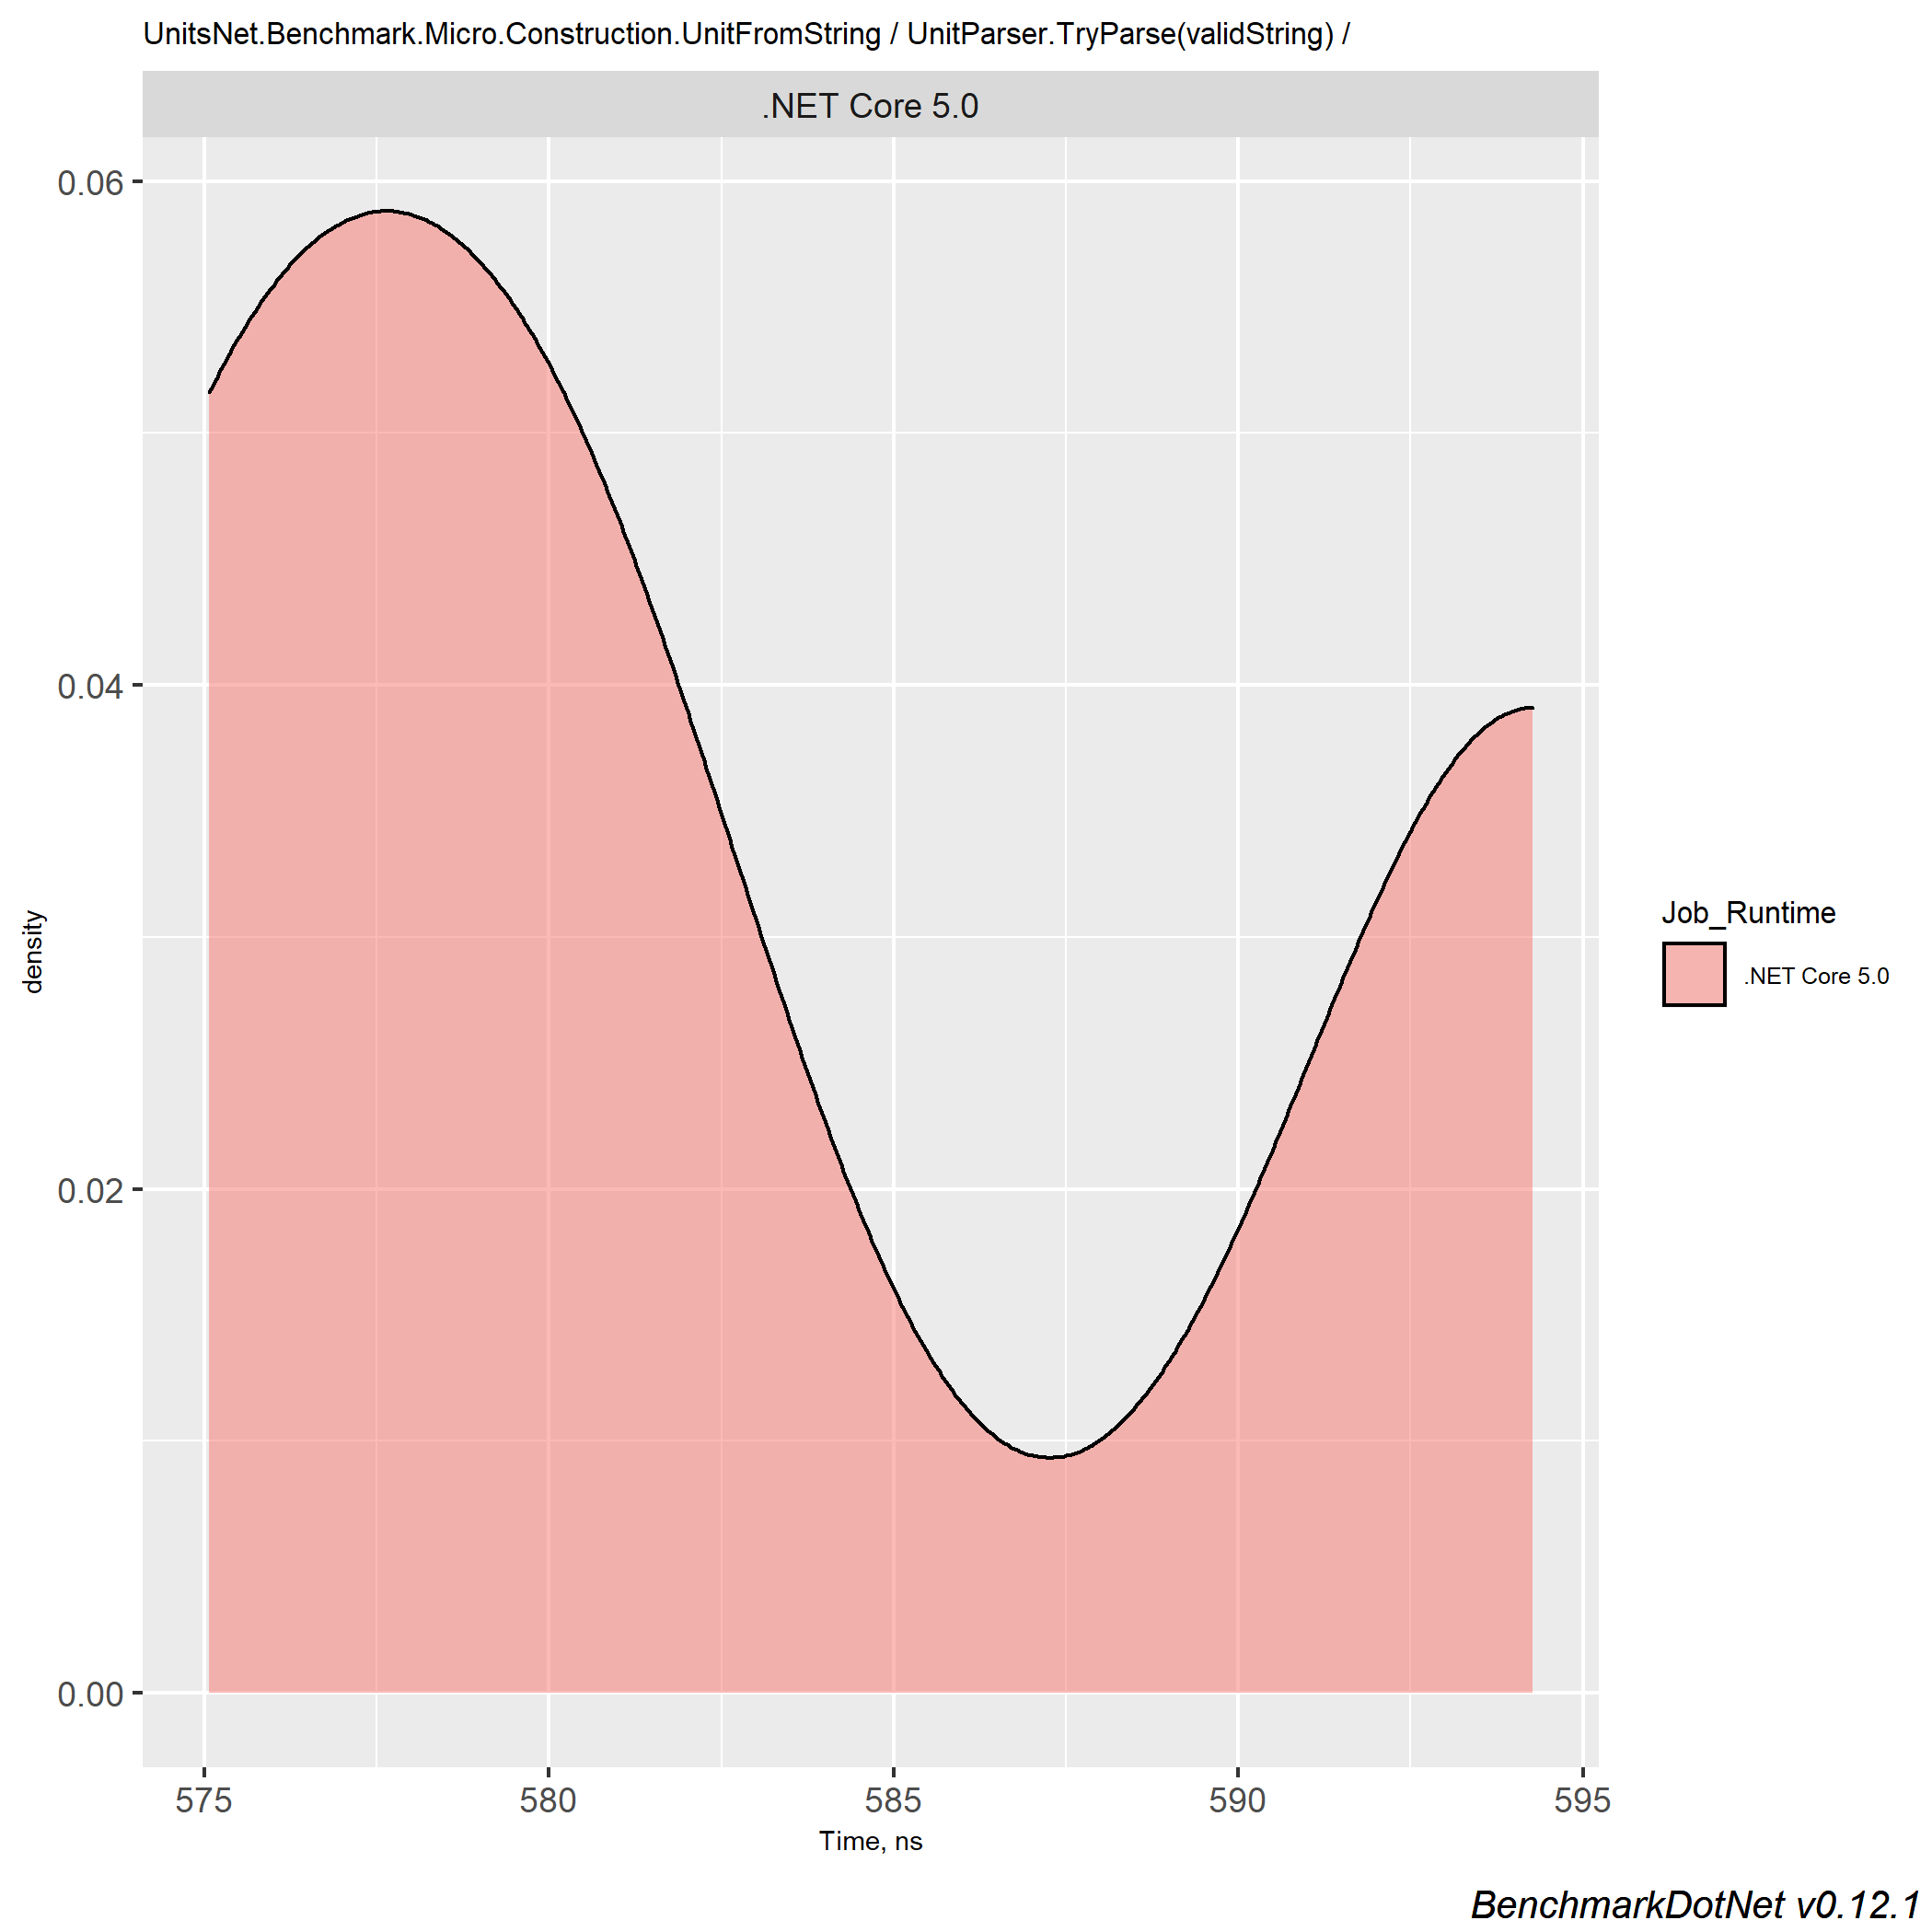 UnitsNet.Benchmark.Micro.Construction.UnitFromString / UnitParser.TryParse(validString) /
.NET Core 5.0
0.06
0.04
0.02
0.00
density
575 580 585 590 595
Time, ns
Job_Runtime
.NET Core 5.0
BenchmarkDotNet v0.12.1